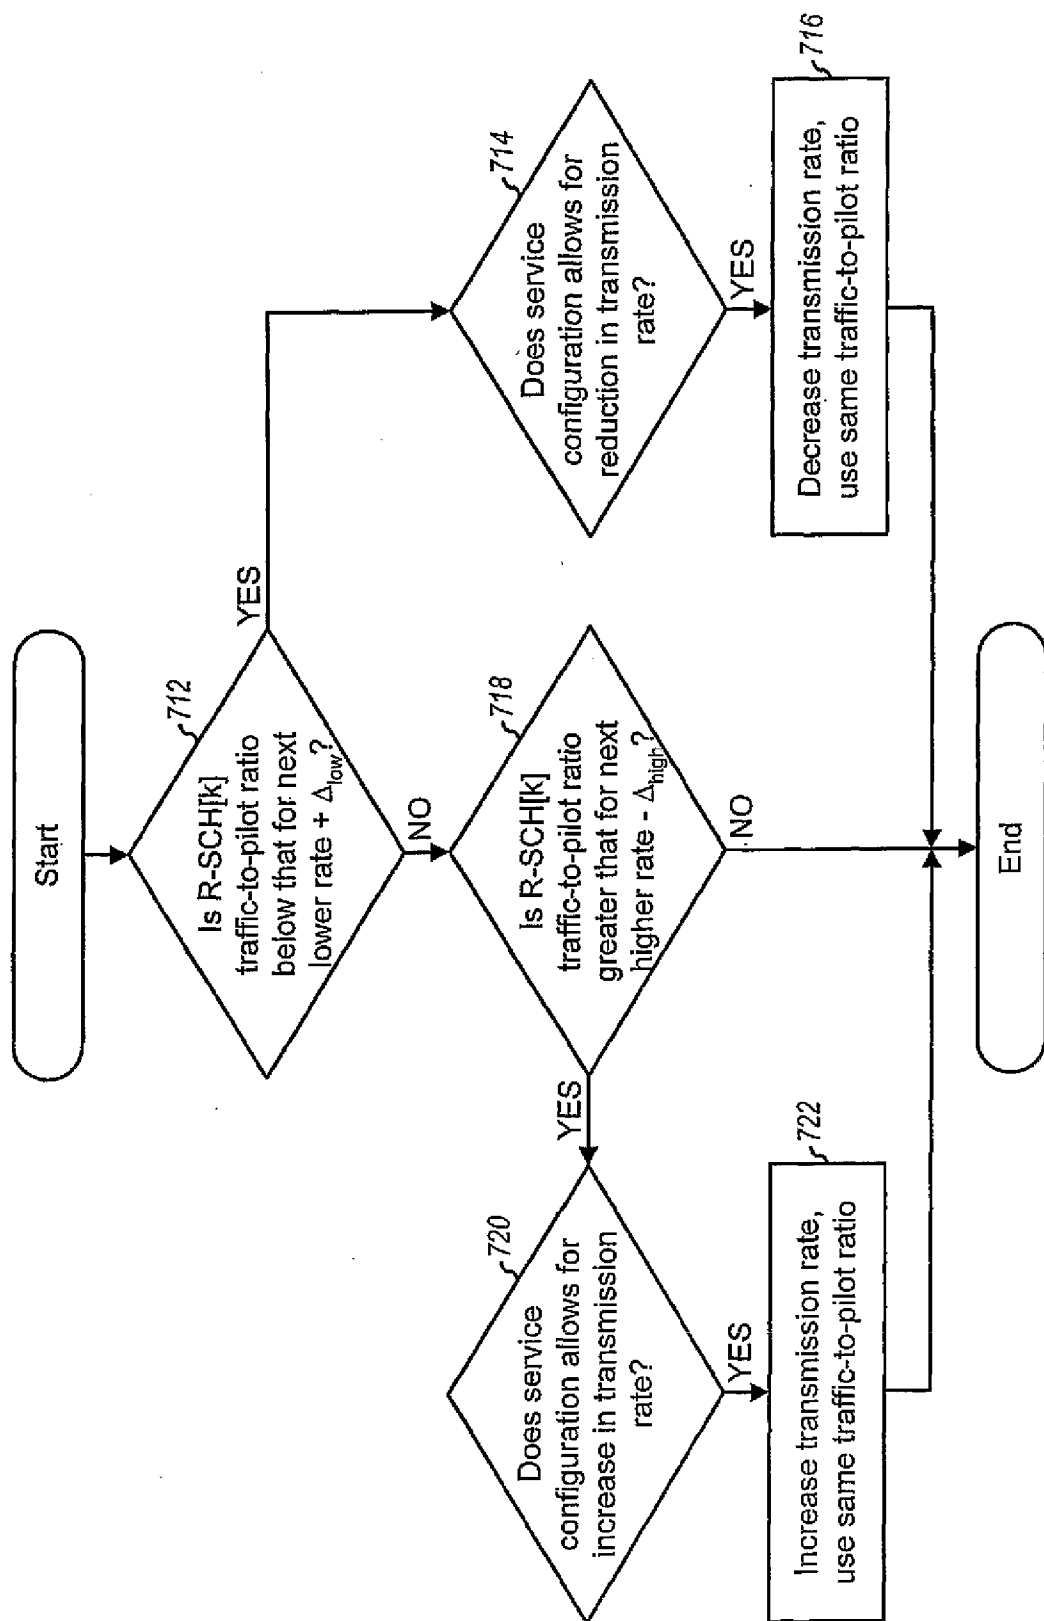 Start
712
Is R-SCH[k]
traffic-to-pilot ratio
below that for next
lower rate + Δlow?
YES
NO
714
Does service
configuration allows for
reduction in transmission
rate?
YES
716
Decrease transmission rate,
use same traffic-to-pilot ratio
718
Is R-SCH[k]
traffic-to-pilot ratio
greater that for next
higher rate - Δhigh?
YES
NO
720
Does service
configuration allows for
increase in transmission
rate?
YES
722
Increase transmission rate,
use same traffic-to-pilot ratio
End